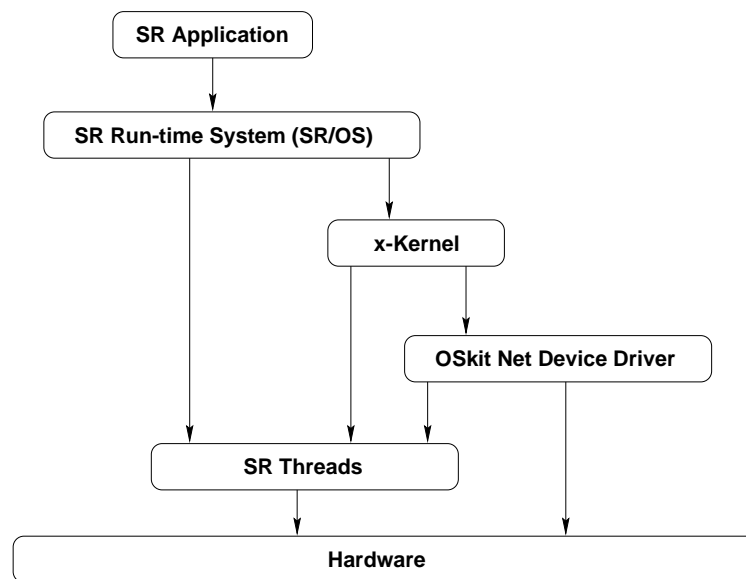 SR Application
SR Run-time System (SR/OS)
x-Kernel
OSkit Net Device Driver
SR Threads
Hardware